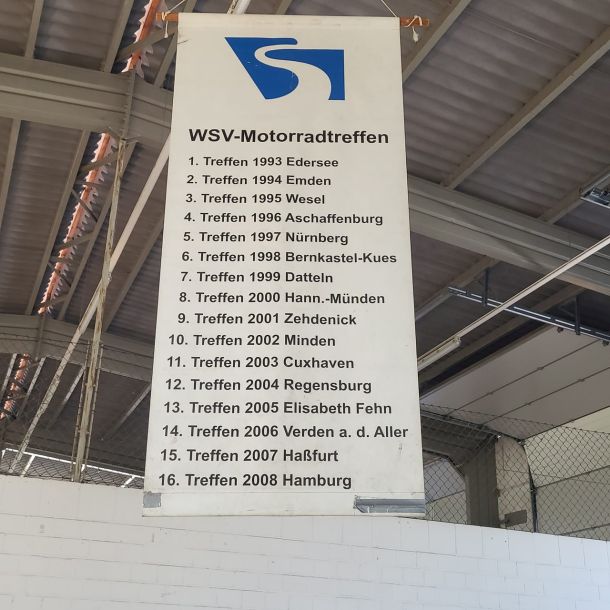 WSV-Motorradtreffen
1. Treffen 1993 Edersee
2. Treffen 1994 Emden
3. Treffen 1995 Wesel
4. Treffen 1996 Aschaffenburg
5. Treffen 1997 Nürnberg
6. Treffen 1998 Bernkastel-Kues
7. Treffen 1999 Datteln
8. Treffen 2000 Hann.-Münden
9. Treffen 2001 Zehdenick
10. Treffen 2002 Minden
11. Treffen 2003 Cuxhaven
12. Treffen 2004 Regensburg
13. Treffen 2005 Elisabeth Fehn
14. Treffen 2006 Verden a. d. Aller
15. Treffen 2007 Haßfurt
16. Treffen 2008 Hamburg